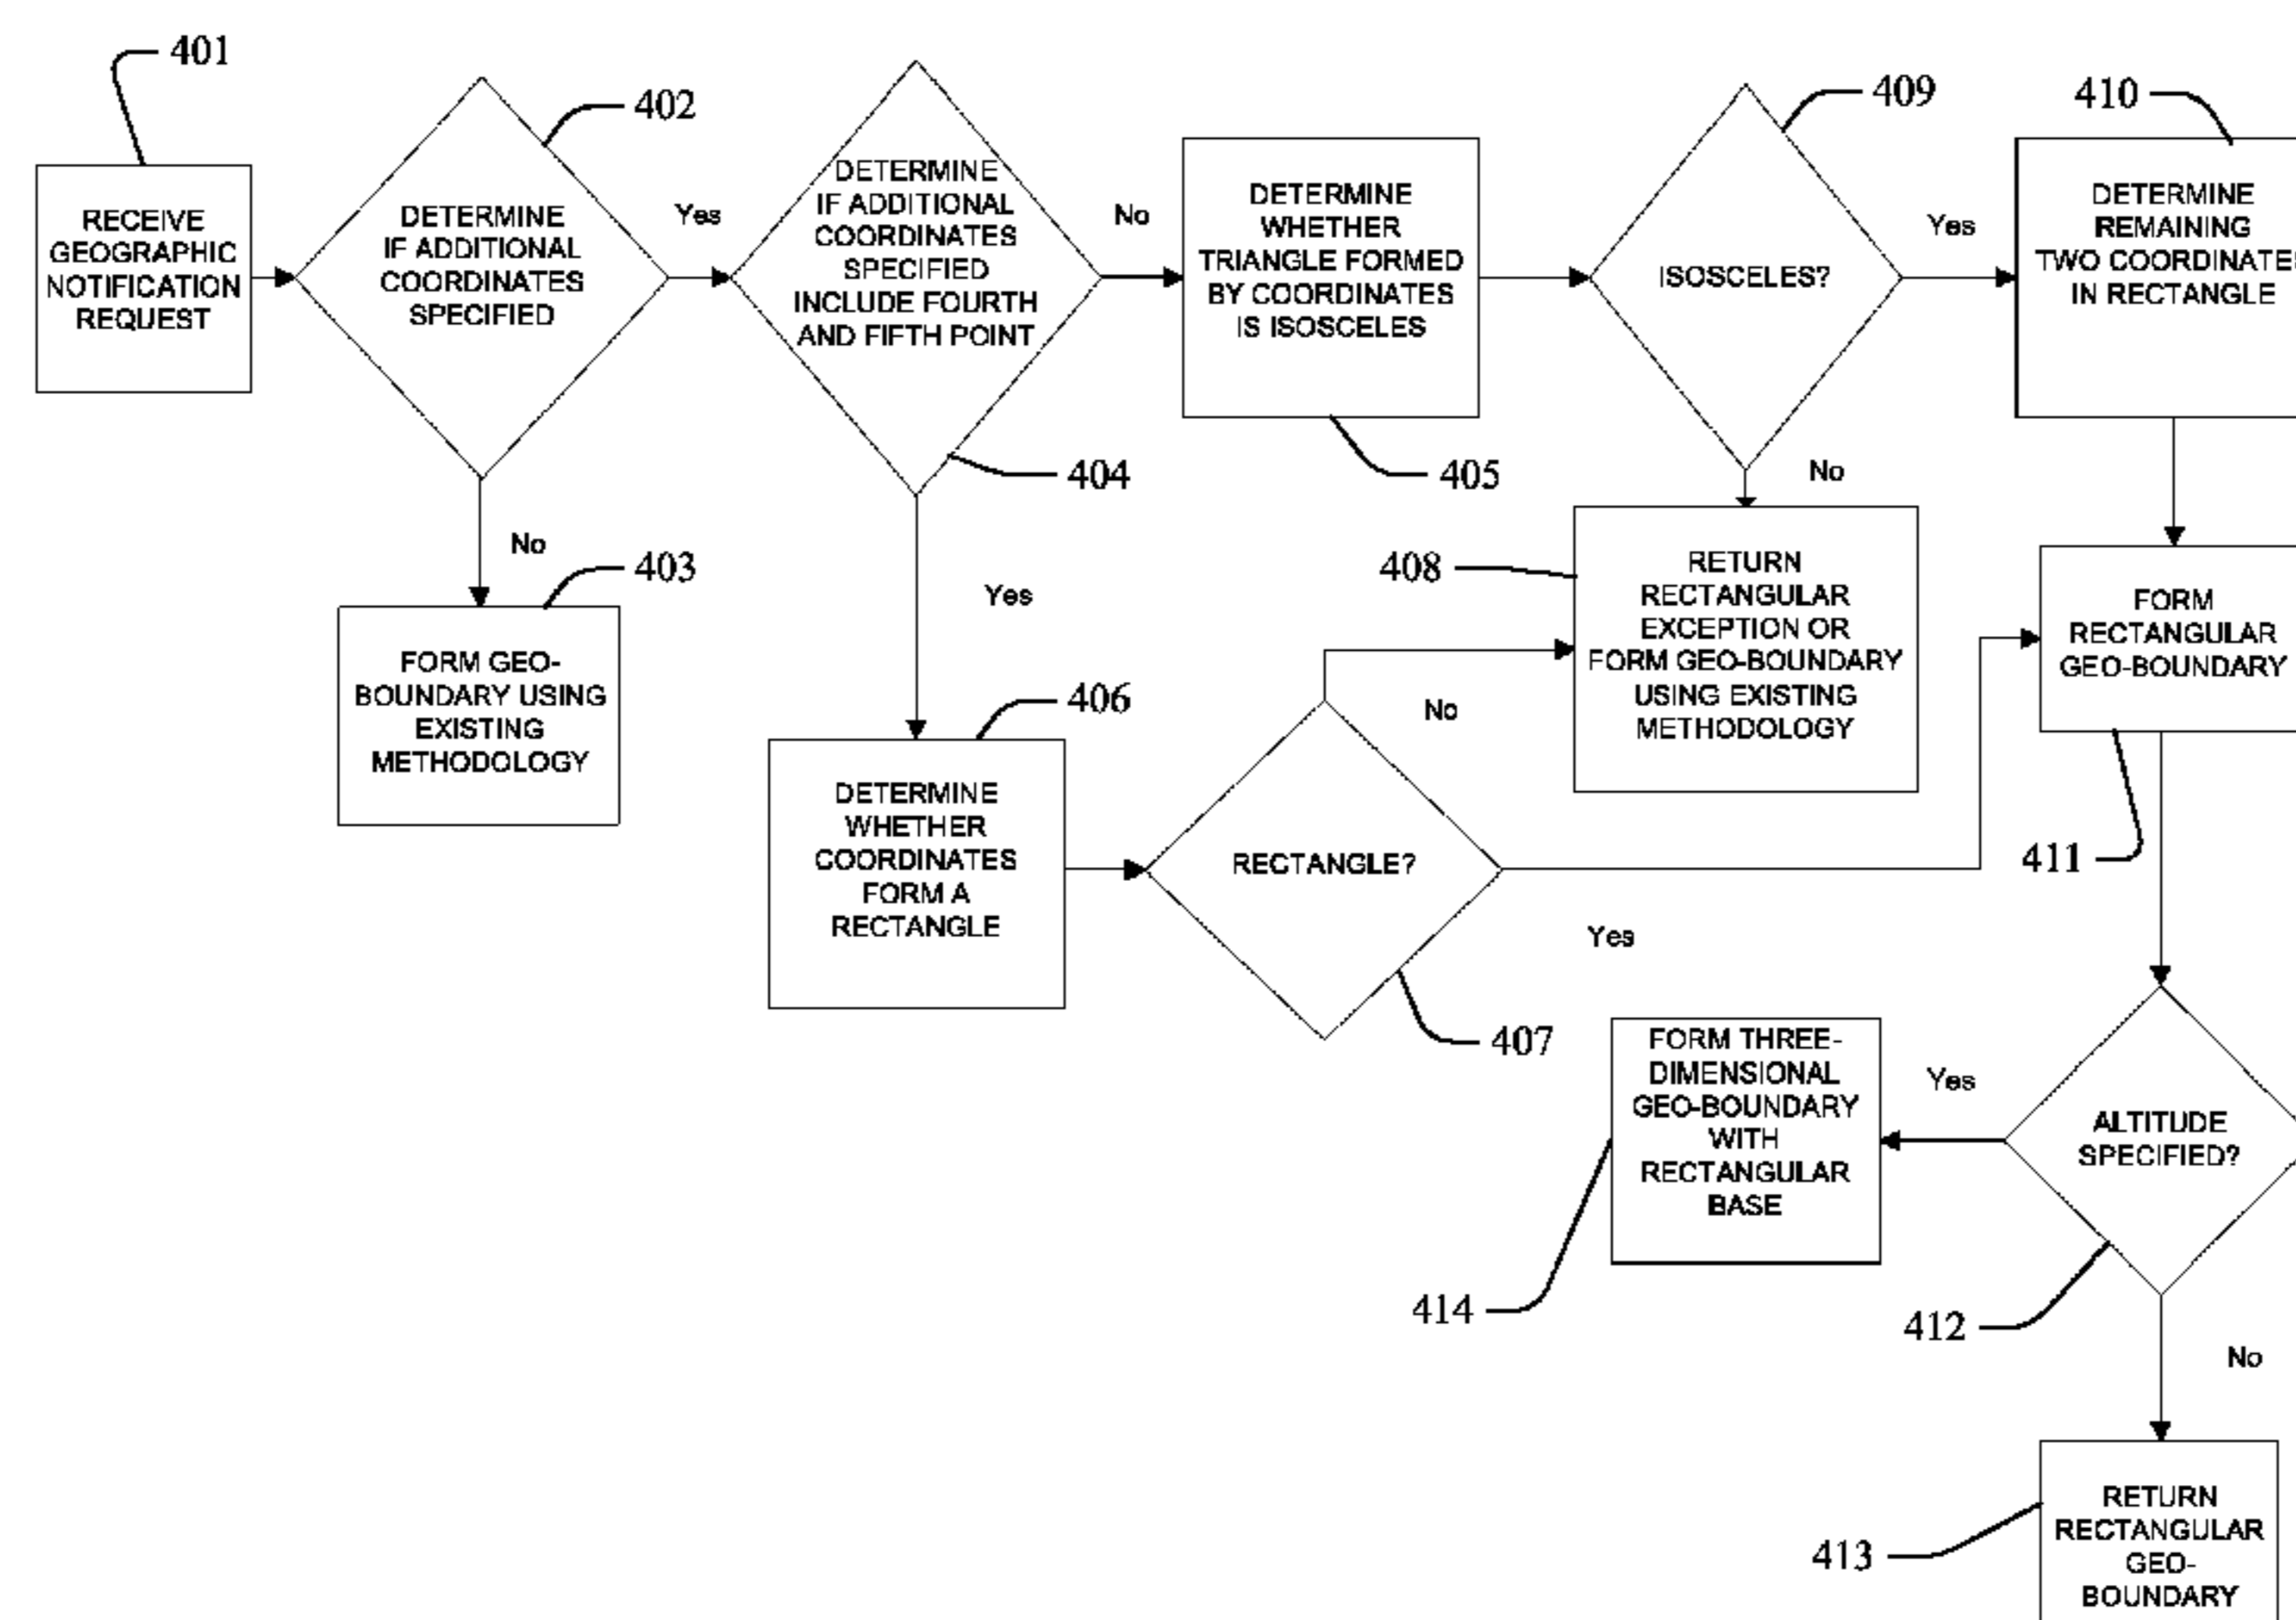 401
RECEIVE
GEOGRAPHIC
NOTIFICATION
REQUEST
402
DETERMINE
IF ADDITIONAL
COORDINATES
SPECIFIED
Yes
No
403
FORM GEO-
BOUNDARY USING
EXISTING
METHODOLOGY
DETERMINE
IF ADDITIONAL
COORDINATES
SPECIFIED
INCLUDE FOURTH
AND FIFTH POINT
404
No
Yes
DETERMINE
WHETHER
TRIANGLE FORMED
BY COORDINATES
IS ISOSCELES
405
409
ISOSCELES?
Yes
No
410
DETERMINE
REMAINING
TWO COORDINATES
IN RECTANGLE
408
RETURN
RECTANGULAR
EXCEPTION OR
FORM GEO-BOUNDARY
USING EXISTING
METHODOLOGY
FORM
RECTANGULAR
GEO-BOUNDARY
411
406
DETERMINE
WHETHER
COORDINATES
FORM A
RECTANGLE
RECTANGLE?
No
Yes
407
FORM THREE-
DIMENSIONAL
GEO-BOUNDARY
WITH
RECTANGULAR
BASE
414
Yes
ALTITUDE
SPECIFIED?
412
No
RETURN
RECTANGULAR
GEO-
BOUNDARY
413